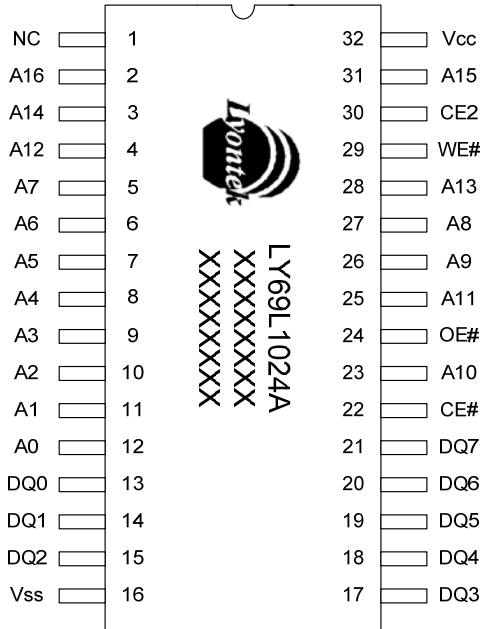 NC 1 32 Vcc
A16 2 31 A15
A14 3 30 CE2
A12 4 29 WE#
A7 5 28 A13
A6 6 27 A8
A5 7 26 A9
A4 8 25 A11
A3 9 24 OE#
A2 10 23 A10
A1 11 22 CE#
A0 12 21 DQ7
DQ0 13 20 DQ6
DQ1 14 19 DQ5
DQ2 15 18 DQ4
Vss 16 17 DQ3
Lyontek
LY69L1024A
XXXXXXXX
XXXXXXXX